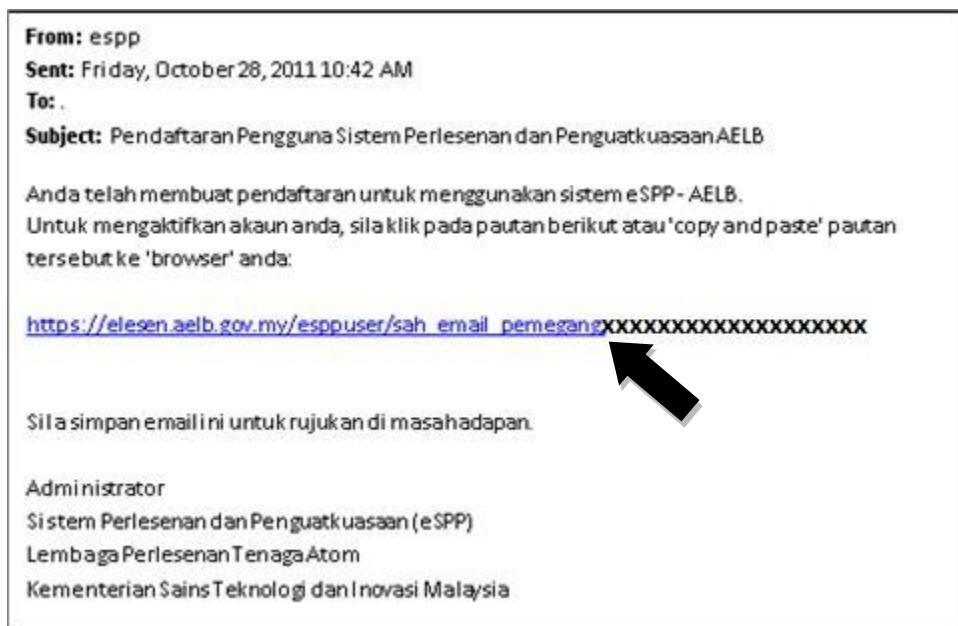 From: espp
Sent: Friday, October 28, 2011 10:42 AM
To: .
Subject: Pendaftaran Pengguna Sistem Perlesenan dan Penguatkuasaan AELB
Anda telah membuat pendaftaran untuk menggunakan sistem eSPP - AELB.
Untuk mengaktifkan akaun anda, sila klik pada pautan berikut atau 'copy and paste' pautan
tersebut ke 'browser' anda:
https://elesen.aelb.gov.my/esppuser/sah_email_pemegangxxxxxxxxxxxxxxxxxxx
Sila simpan email ini untuk rujukan di masa hadapan.
Administrator
Sistem Perlesenan dan Penguatkuasaan (eSPP)
Lembaga Perlesenan Tenaga Atom
Kementerian Sains Teknologi dan Inovasi Malaysia